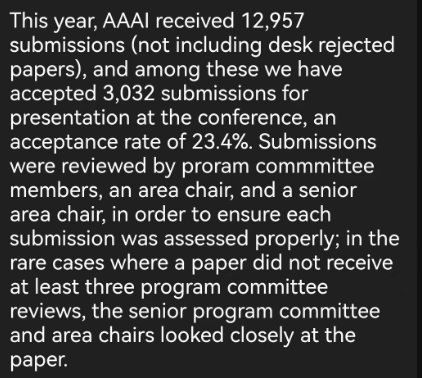 This year, AAAI received 12,957
submissions (not including desk rejected
papers), and among these we have
accepted 3,032 submissions for
presentation at the conference, an
acceptance rate of 23.4%. Submissions
were reviewed by proram commmittee
members, an area chair, and a senior
area chair, in order to ensure each
submission was assessed properly; in the
rare cases where a paper did not receive
at least three program committee
reviews, the senior program committee
and area chairs looked closely at the
paper.